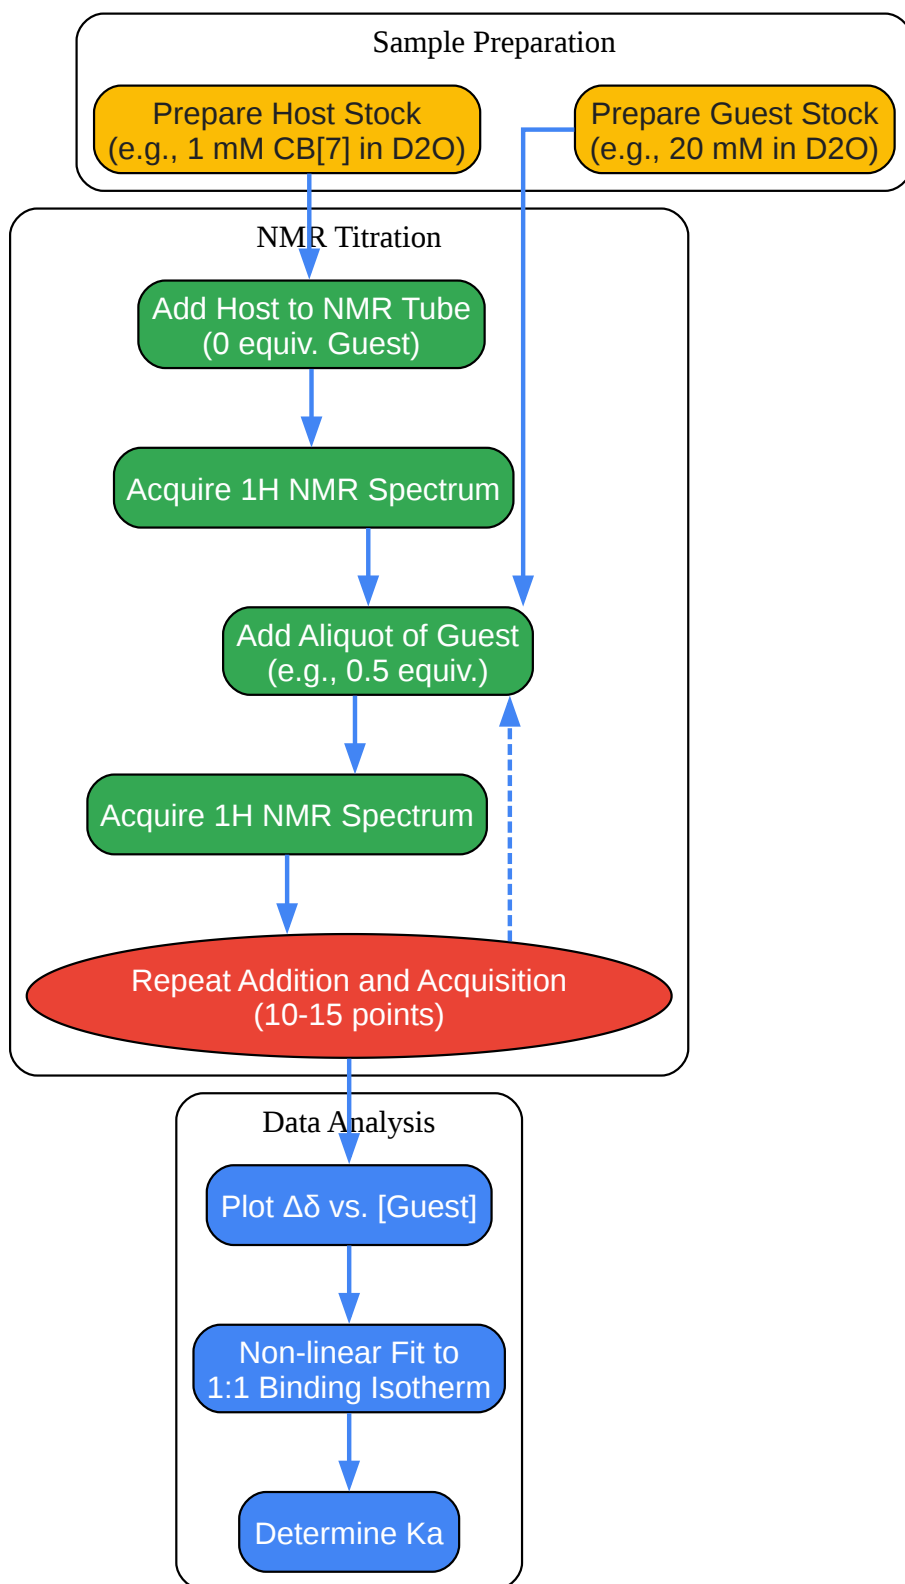 Sample Preparation
Prepare Host Stock
(e.g., 1 mM CB[7] in D2O)
Prepare Guest Stock
(e.g., 20 mM in D2O)
NMR Titration
Add Host to NMR Tube
(0 equiv. Guest)
Acquire 1H NMR Spectrum
Add Aliquot of Guest
(e.g., 0.5 equiv.)
Acquire 1H NMR Spectrum
Repeat Addition and Acquisition
(10-15 points)
Data Analysis
Plot Δδ vs. [Guest]
Non-linear Fit to
1:1 Binding Isotherm
Determine Ka